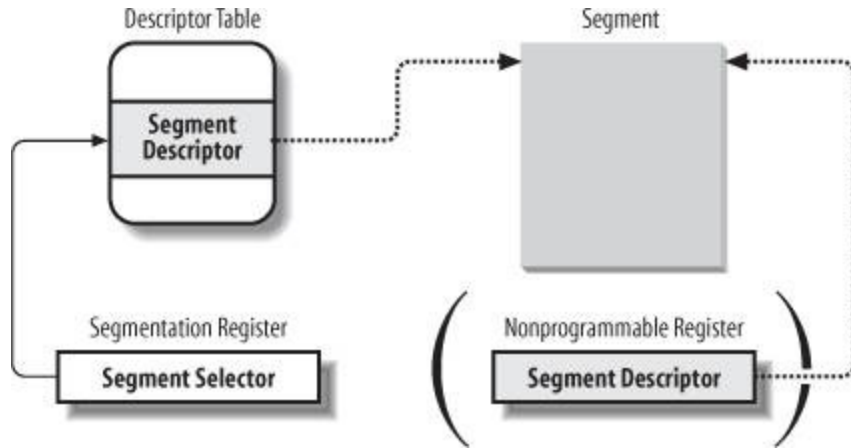 Descriptor Table
Segment
Segment
Descriptor
Segmentation Register
Segment Selector
Nonprogrammable Register
Segment Descriptor